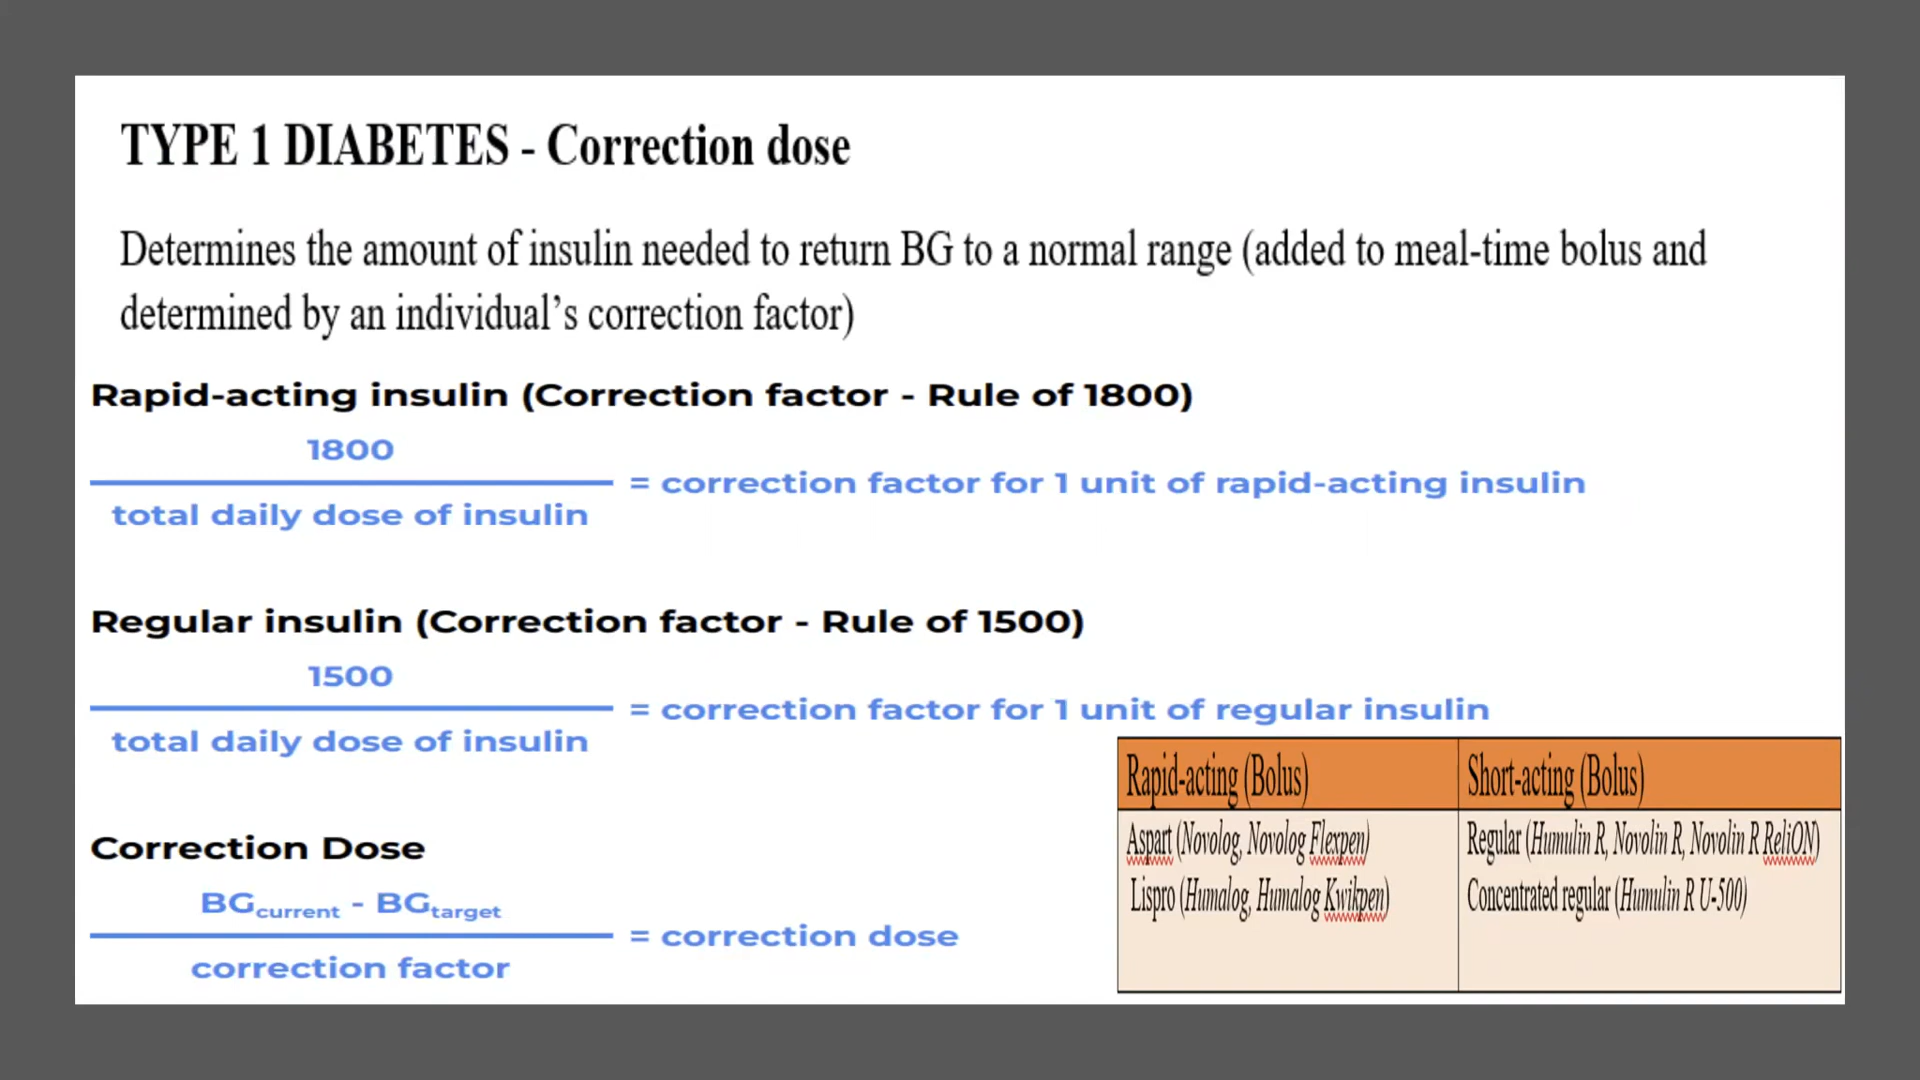 TYPE 1 DIABETES - Correction dose
Determines the amount of insulin needed to return BG to a normal range (added to meal-time bolus and
determined by an individual’s correction factor)
Rapid-acting insulin (Correction factor - Rule of 1800)
1800
= correction factor for 1 unit of rapid-acting insulin
total daily dose of insulin
Regular insulin (Correction factor - Rule of 1500)
1500
= correction factor for 1 unit of regular insulin
total daily dose of insulin
Correction Dose
BGcurrent - BGtarget
= correction dose
correction factor
Rapid-acting (Bolus)
Short-acting (Bolus)
Aspart (Novolog, Novolog Flexpen)
Lispro (Humalog, Humalog Kwikpen)
Regular (Humulin R, Novolin R, Novolin R ReliON)
Concentrated regular (Humulin R U-500)